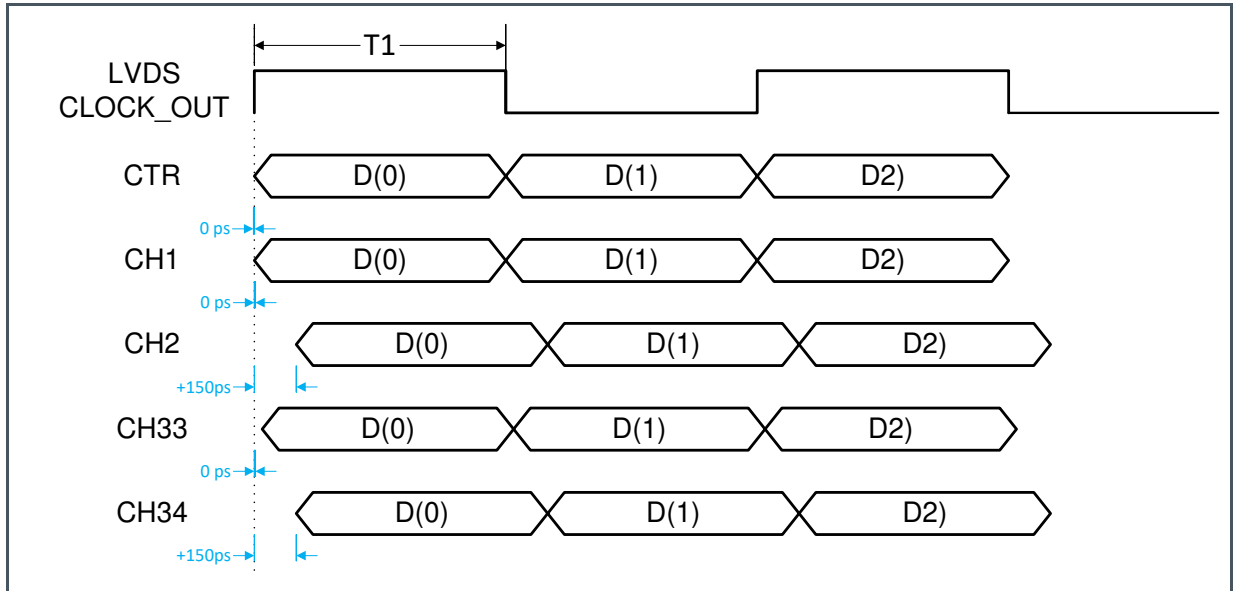 T1
LVDS
CLOCK_OUT
CTR D(0) D(1) D2)
0 ps
CH1 D(0) D(1) D2)
0 ps
CH2 D(0) D(1) D2)
+150ps
CH33 D(0) D(1) D2)
0 ps
CH34 D(0) D(1) D2)
+150ps